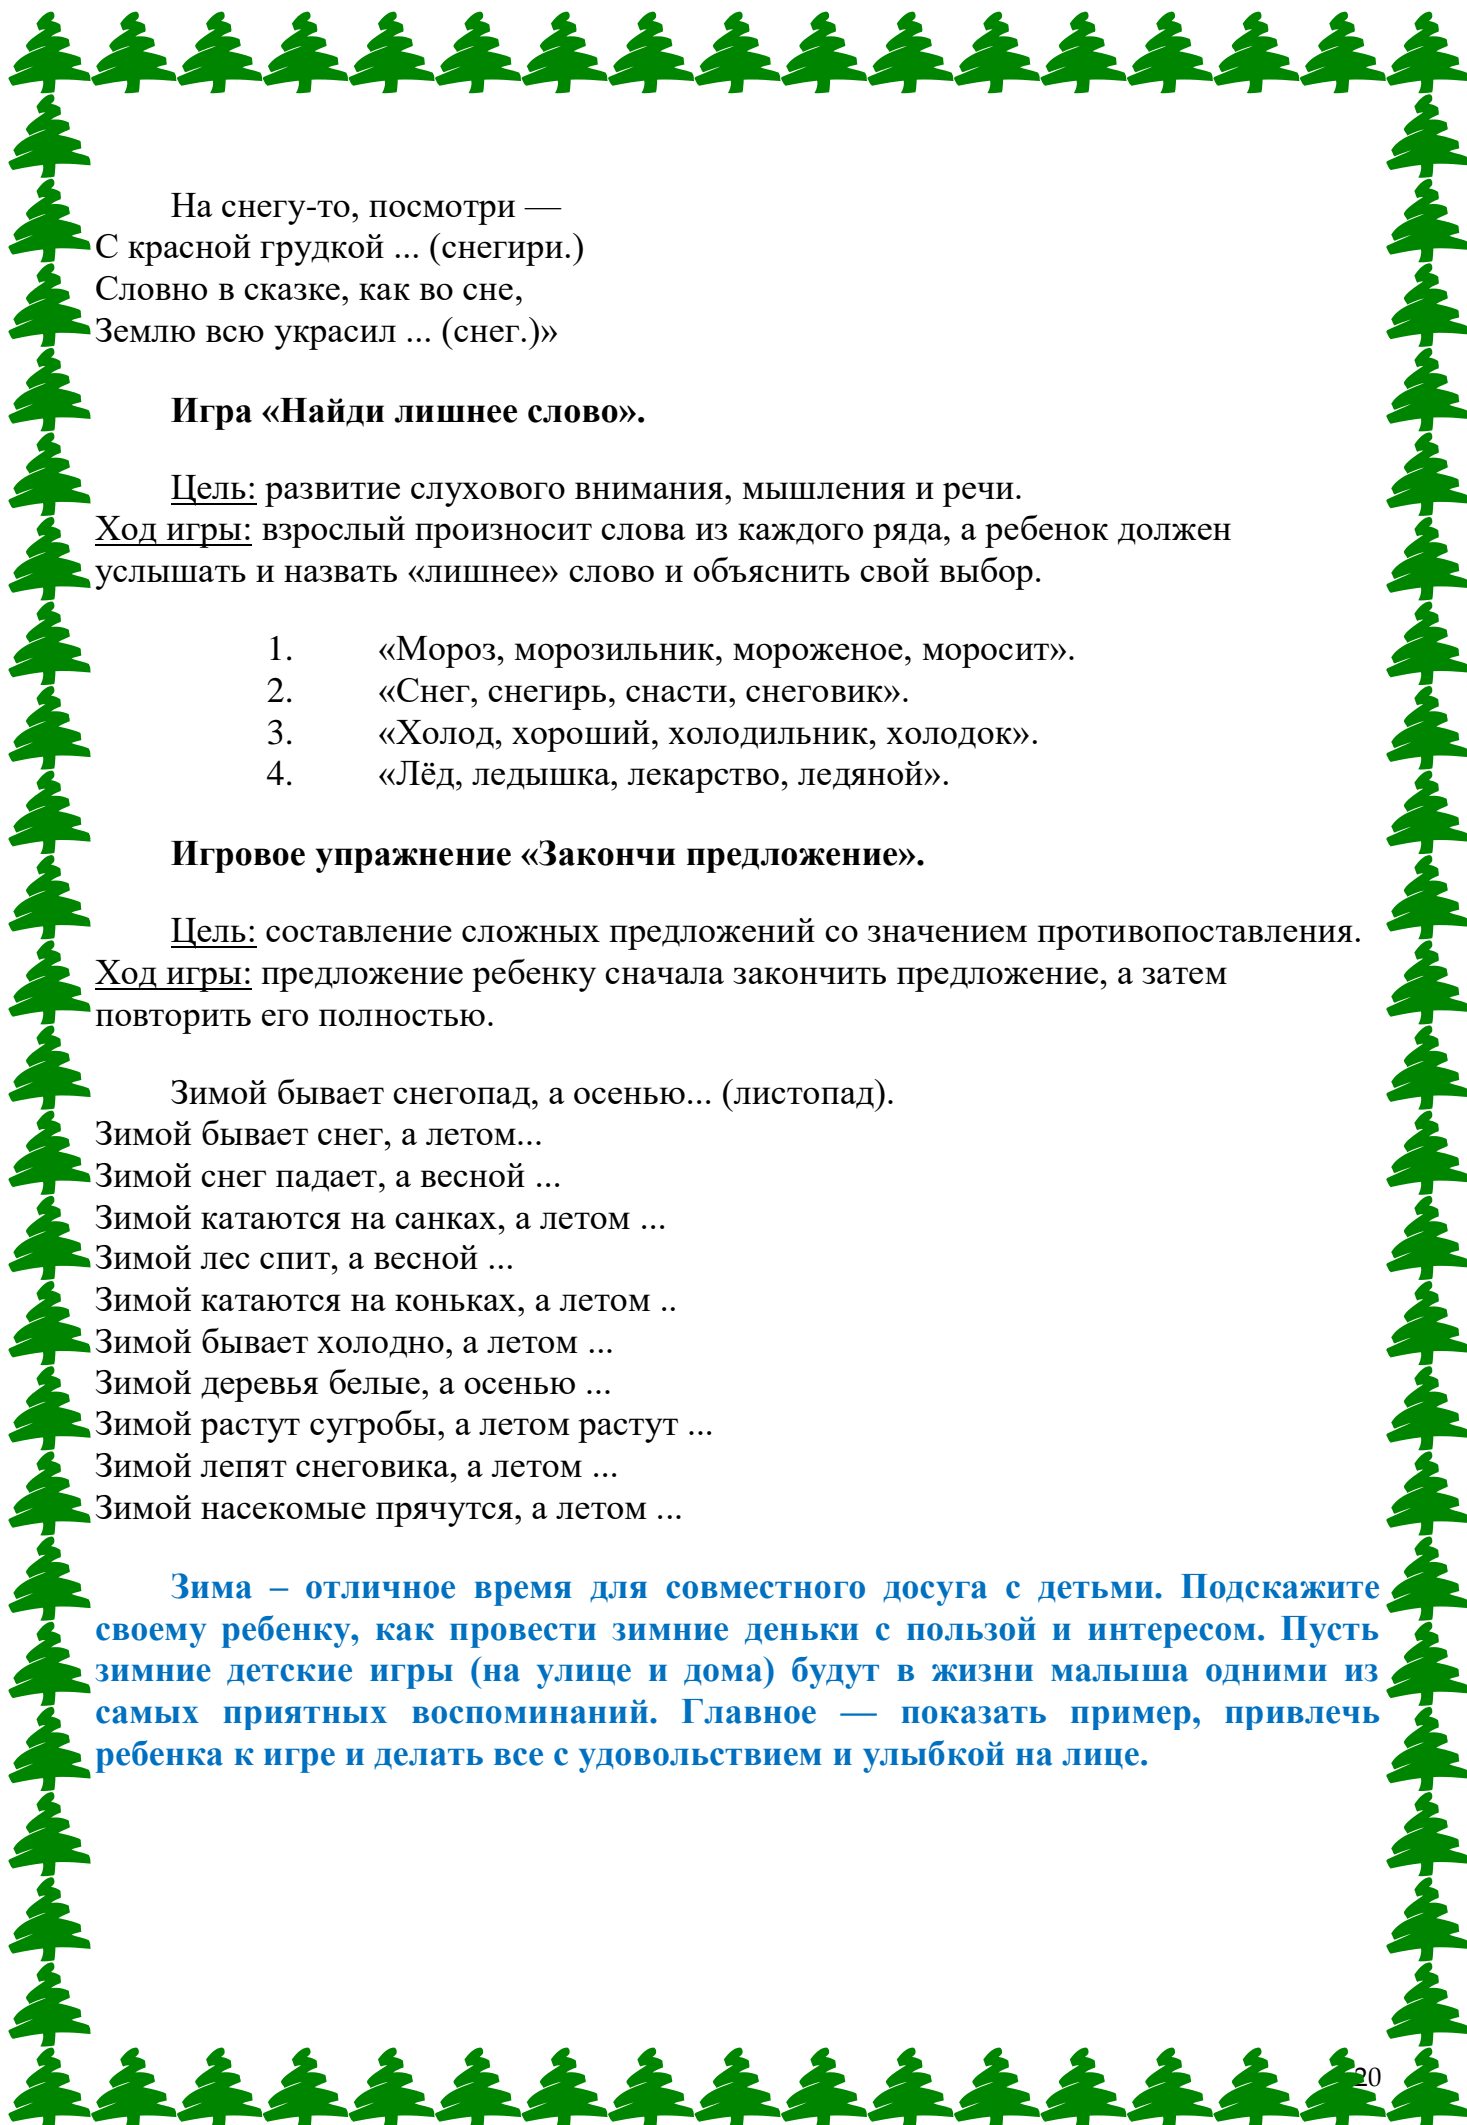 На снегу-то, посмотри —
С красной грудкой ... (снегири.)
Словно в сказке, как во сне,
Землю всю украсил ... (снег.)»
Игра «Найди лишнее слово».
Цель: развитие слухового внимания, мышления и речи.
Ход игры: взрослый произносит слова из каждого ряда, а ребенок должен
услышать и назвать «лишнее» слово и объяснить свой выбор.
1. «Мороз, морозильник, мороженое, моросит».
2. «Снег, снегирь, снасти, снеговик».
3. «Холод, хороший, холодильник, холодок».
4. «Лёд, ледышка, лекарство, ледяной».
Игровое упражнение «Закончи предложение».
Цель: составление сложных предложений со значением противопоставления.
Ход игры: предложение ребенку сначала закончить предложение, а затем
повторить его полностью.
Зимой бывает снегопад, а осенью... (листопад).
Зимой бывает снег, а летом...
Зимой снег падает, а весной ...
Зимой катаются на санках, а летом ...
Зимой лес спит, а весной ...
Зимой катаются на коньках, а летом ..
Зимой бывает холодно, а летом ...
Зимой деревья белые, а осенью ...
Зимой растут сугробы, а летом растут ...
Зимой лепят снеговика, а летом ...
Зимой насекомые прячутся, а летом ...
Зима – отличное время для совместного досуга с детьми. Подскажите
своему ребенку, как провести зимние деньки с пользой и интересом. Пусть
зимние детские игры (на улице и дома) будут в жизни малыша одними из
самых приятных воспоминаний. Главное — показать пример, привлечь
ребенка к игре и делать все с удовольствием и улыбкой на лице.
20